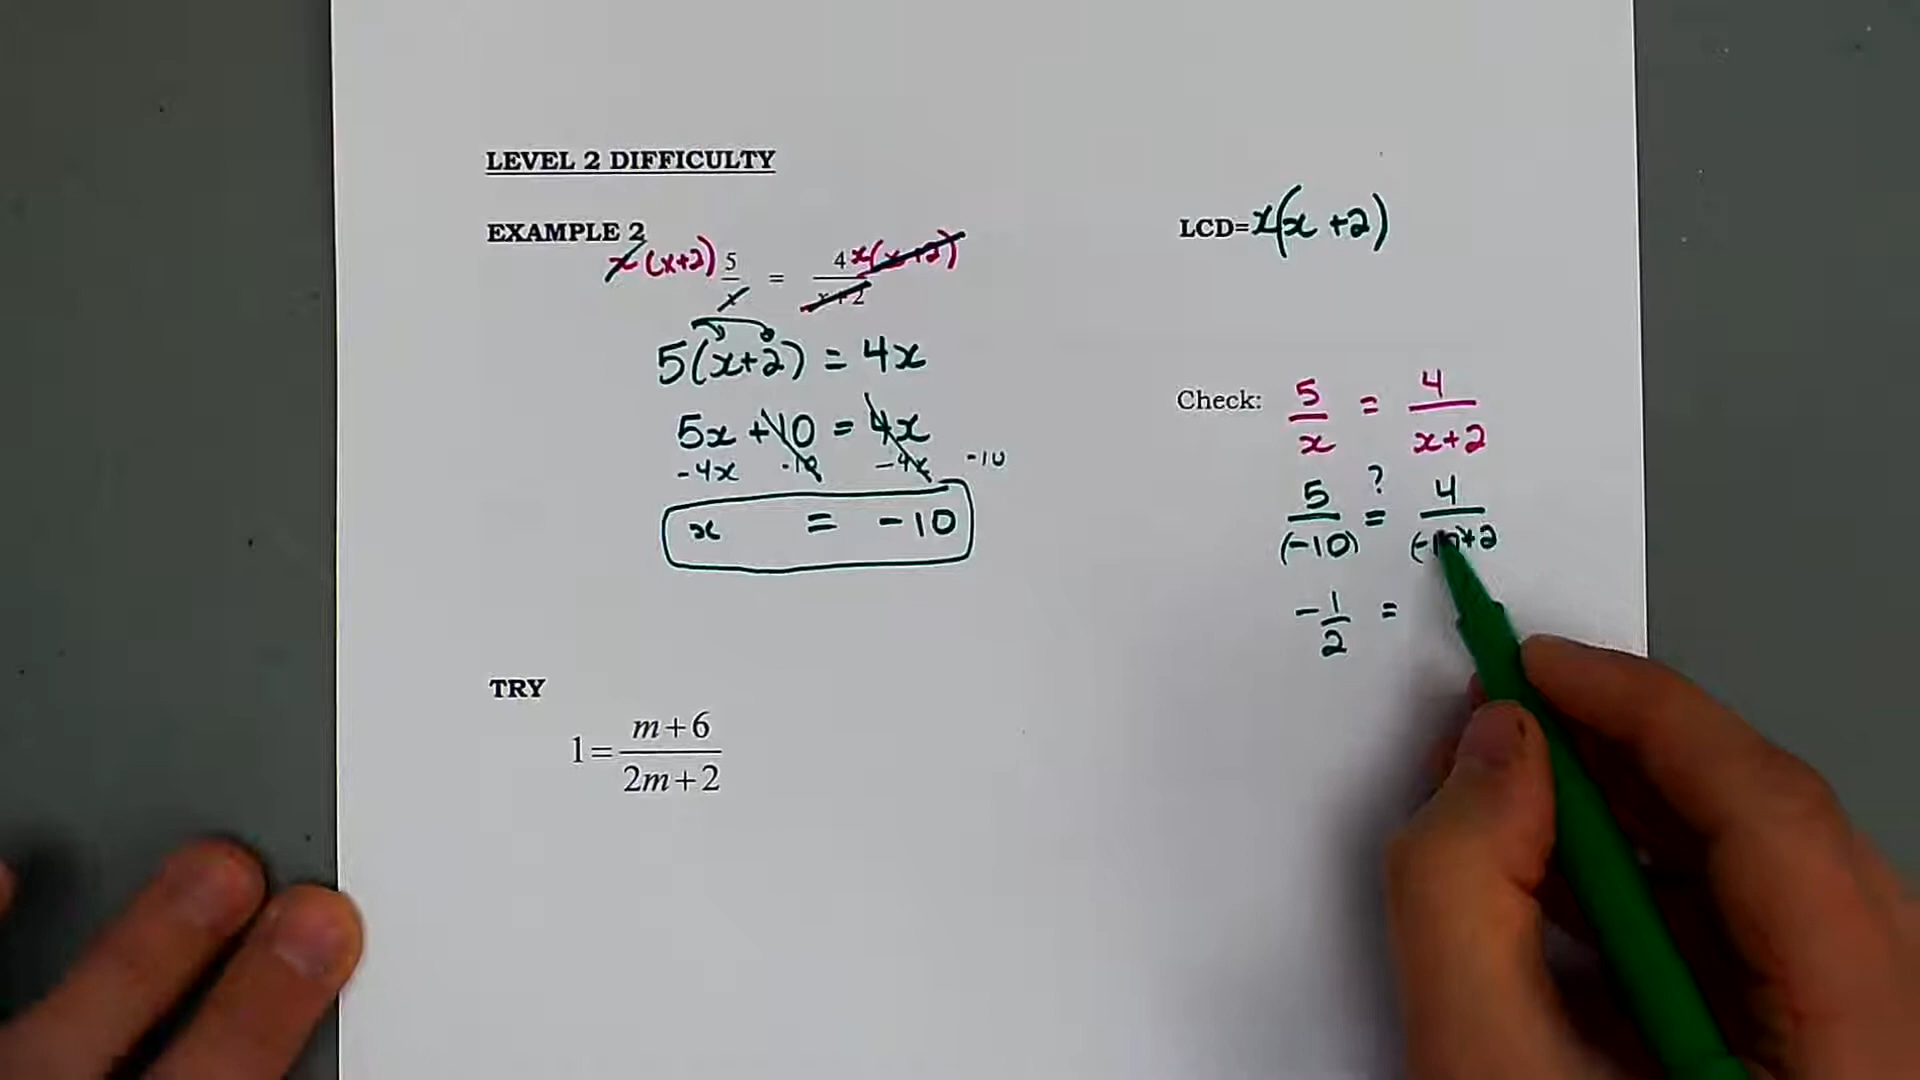 LEVEL 2 DIFFICULTY
EXAMPLE 2
x(x+2) 5/x = 4x(x+2)/x+2
5(x+2) = 4x
5x +10 = 4x
-4x -10 -4x -10
x = -10
LCD=x(x+2)
Check: 5/x = 4/x+2
5/(-10) ?= 4/(-10)+2
-1/2 =
TRY
1=m+6/2m+2